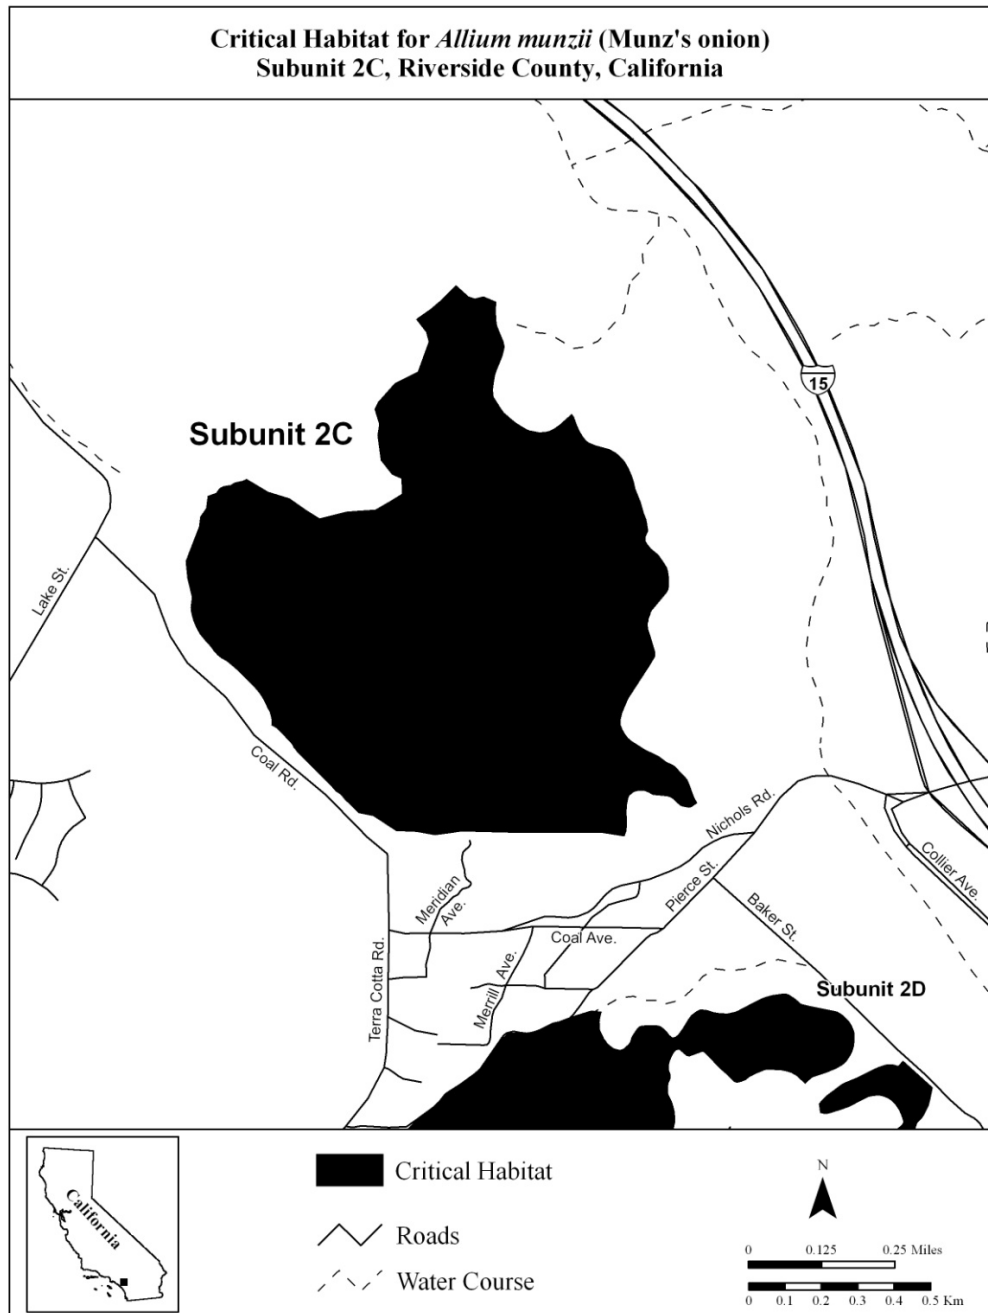 Critical Habitat for Allium munzii (Munz's onion)
Subunit 2C, Riverside County, California
15
Subunit 2C
Lake St.
Coal Rd.
Nichols Rd.
Collier Ave.
Meridian
Ave.
Pierce St.
Baker St.
Coal Ave.
Terra Cotta Rd.
Merrill Ave.
Subunit 2D
California
Critical Habitat
Roads
Water Course
N
0 0.125 0.25 Miles
0 0.1 0.2 0.3 0.4 0.5 Km